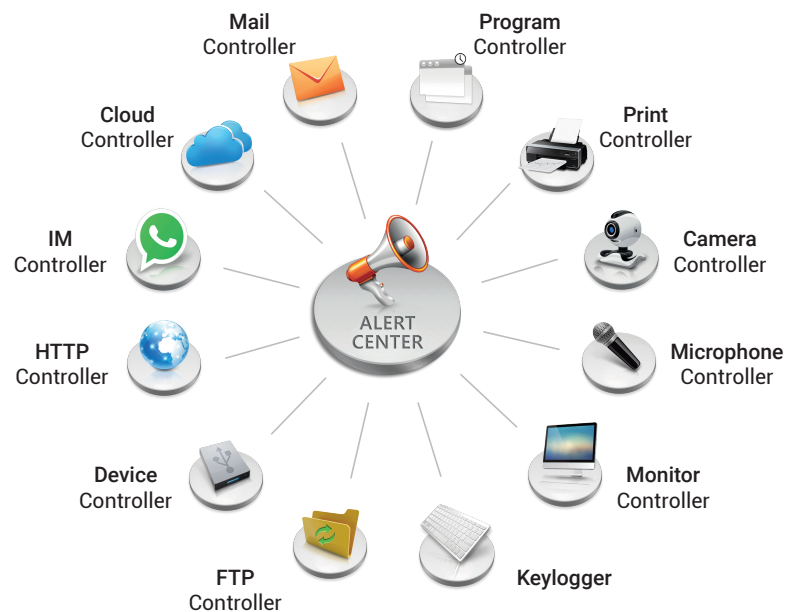 Mail
Controller
Program
Controller
Cloud
Controller
Print
Controller
IM
Controller
Camera
Controller
ALERT
CENTER
HTTP
Controller
Microphone
Controller
Device
Controller
Monitor
Controller
FTP
Controller
Keylogger